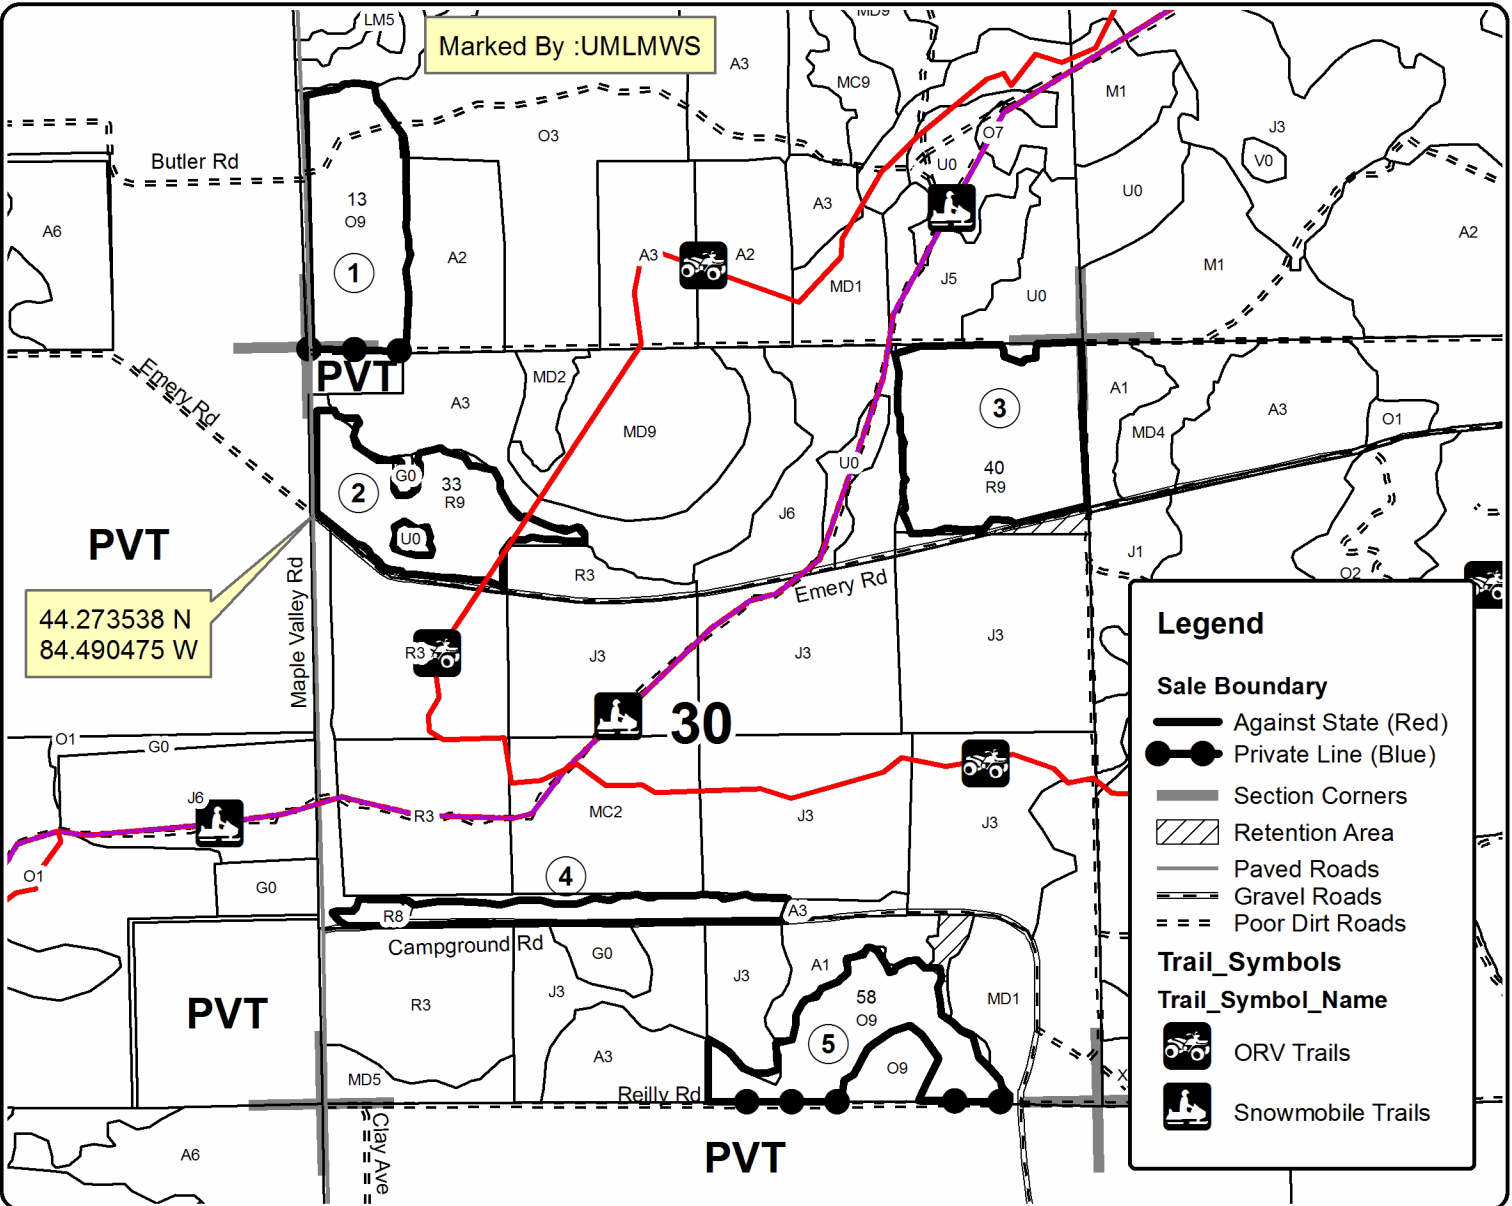 LM5
Marked By :UMLMWS
MD9
A3
MC9
M1
O3
O7
J3
V0
Butler Rd
U0
U0
13
O9
A3
A6
A2
A3
A2
A2
1
MD1
J5
U0
M1
PVT
Emery Rd
A3
MD2
MD9
3
A1
A3
O1
MD4
40
R9
2
G0
33
R9
U0
U0
J6
PVT
R3
J1
O2
Emery Rd
Maple Valley Rd
44.273538 N
84.490475 W
R3
J3
J3
J3
30
O1
G0
J6
R3
MC2
J3
J3
O1
G0
4
R8
A3
Campground Rd
G0
J3
A1
PVT
R3
J3
58
O9
MD1
5
A3
O9
MD5
Reilly Rd
X
Clay Ave
A6
PVT
Legend
Sale Boundary
Against State (Red)
Private Line (Blue)
Section Corners
Retention Area
Paved Roads
Gravel Roads
Poor Dirt Roads
Trail_Symbols
Trail_Symbol_Name
ORV Trails
Snowmobile Trails